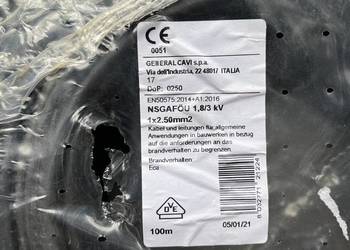 CE
0051
GENERAL CAVI s.p.a.
Via dell'Industria, 22 48017 ITALIA
17
DoP: 0250
EN50575:2014+A1:2016
NSGAFÖU 1,8/3 kV
1x2.50mm2
Kabel und leitungen für allgemeine
Anwendungen in bauwerken in bezug
auf die anforderungen an das
brandverhalten zu begrenzen.
Brandverhalten
Eca
VDE
100m
05/01/21